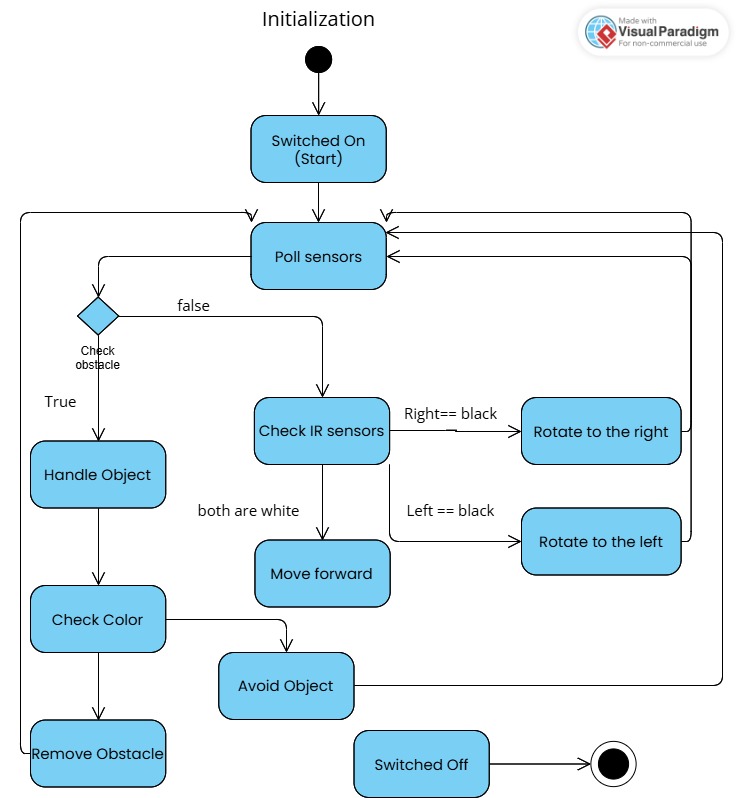 Initialization
Made with
Visual Paradigm
For non-commercial use
Switched On
(Start)
Poll sensors
false
Check
obstacle
True
Check IR sensors
Right== black
Rotate to the right
Handle Object
both are white
Left == black
Rotate to the left
Move forward
Check Color
Avoid Object
Remove Obstacle
Switched Off